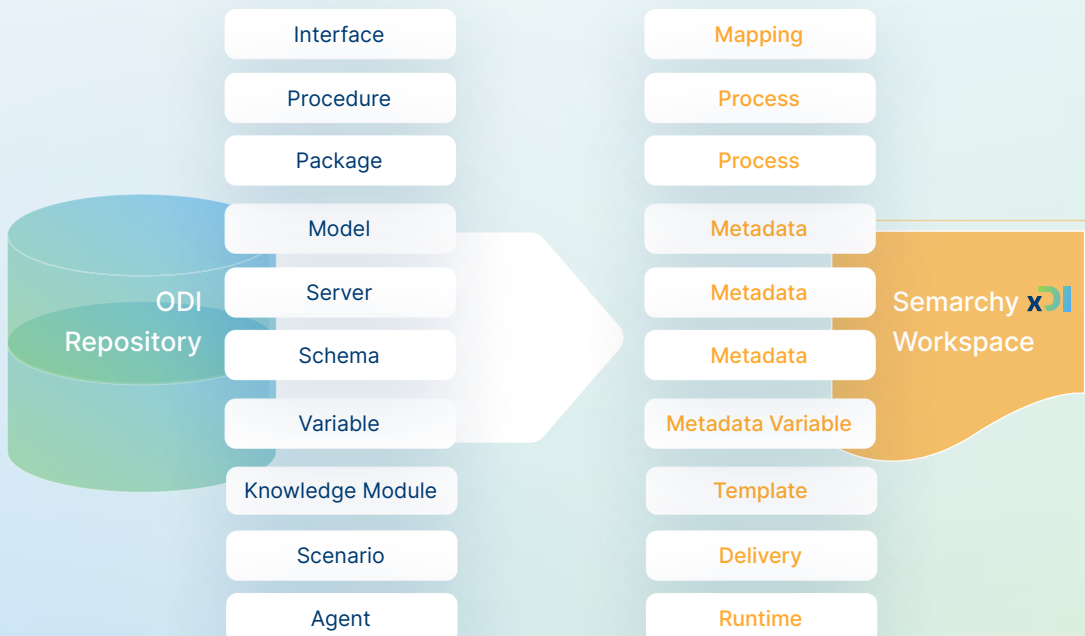 Interface
Mapping
Procedure
Process
Package
Process
Model
Metadata
Server
Metadata
ODI
Repository
Semarchy xDI
Workspace
Schema
Metadata
Variable
Metadata Variable
Knowledge Module
Template
Scenario
Delivery
Agent
Runtime